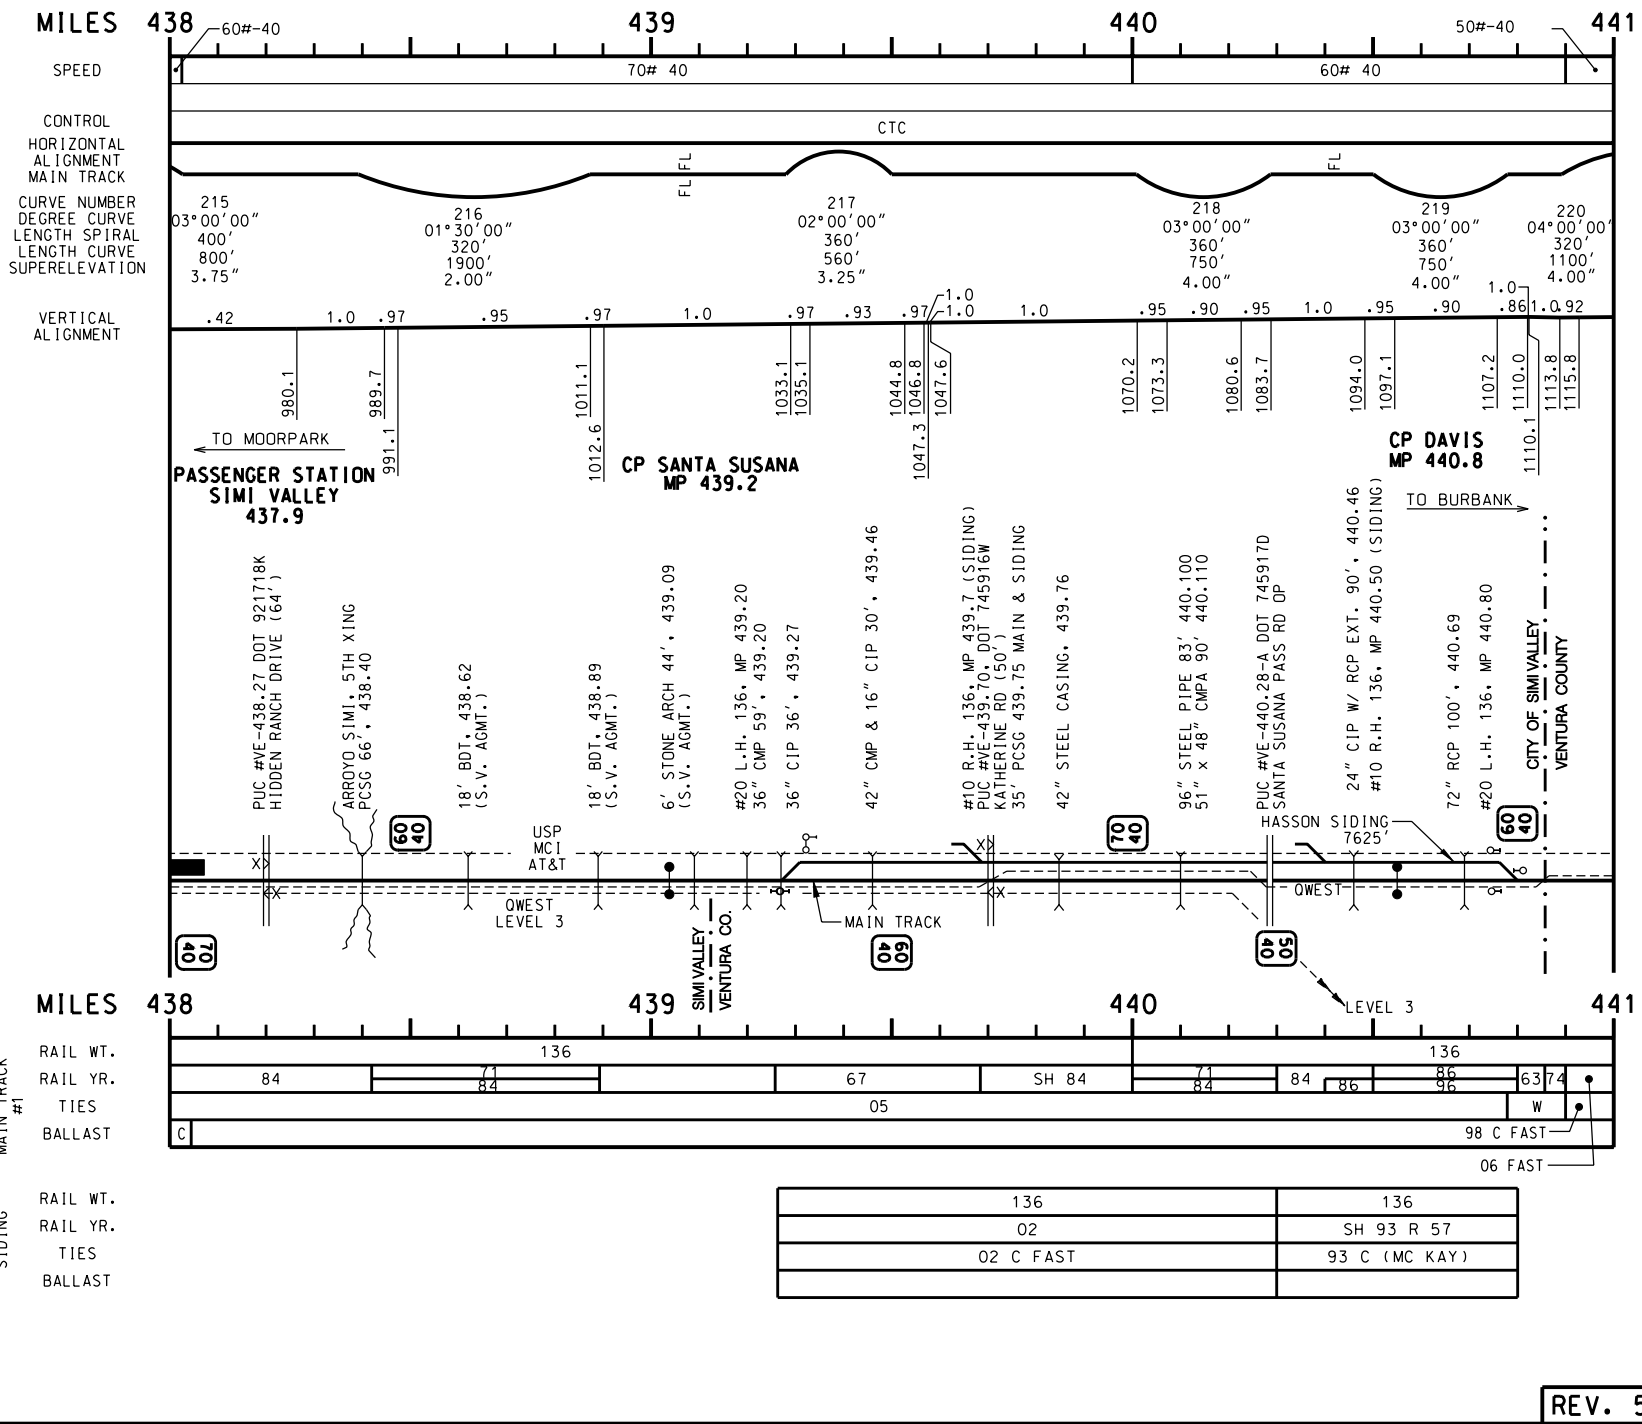 MILES 438 439 440 441
60#-40 50#-40
SPEED 70# 40 60# 40
CONTROL CTC
HORIZONTAL
ALIGNMENT
MAIN TRACK
FL FL FL
CURVE NUMBER 215 216 217 218 219 220
DEGREE CURVE 03°00'00" 01°30'00" 02°00'00" 03°00'00" 03°00'00" 04°00'00'
LENGTH SPIRAL 400' 320' 360' 360' 360' 320'
LENGTH CURVE 800' 1900' 560' 750' 750' 1100'
SUPERELEVATION 3.75" 2.00" 3.25" 4.00" 4.00" 4.00"
VERTICAL
ALIGNMENT
.42 1.0 .97 .95 .97 1.0 .97 .93 .97 1.0 1.0 1.0 .95 .90 .95 1.0 .95 .90 1.0 .86 1.0 .92
980.1 989.7 991.1 1011.1 1012.6 1033.1 1035.1 1044.8 1046.8 1047.3 1047.6 1070.2 1073.3 1080.6 1083.7 1094.0 1097.1 1107.2 1110.0 1110.1 1113.8 1115.8
TO MOORPARK
PASSENGER STATION
SIMI VALLEY
437.9
CP SANTA SUSANA
MP 439.2
CP DAVIS
MP 440.8
TO BURBANK
PUC #VE-438.27 DOT 921718K
HIDDEN RANCH DRIVE (64')
ARROYO SIMI, 5TH XING
PCSG 66', 438.40
18' BDT, 438.62
(S.V. AGMT.)
18' BDT, 438.89
(S.V. AGMT.)
6' STONE ARCH 44', 439.09
(S.V. AGMT.)
#20 L.H. 136, MP 439.20
36" CMP 59', 439.20
36" CIP 36', 439.27
42" CMP & 16" CIP 30', 439.46
#10 R.H. 136, MP 439.7 (SIDING)
PUC #VE-439.70, DOT 745916W
KATHERINE RD (50')
35' PCSG 439.75 MAIN & SIDING
42" STEEL CASING, 439.76
96" STEEL PIPE 83' 440.100
51" x 48" CMPA 90' 440.110
PUC #VE-440.28-A DOT 745917D
SANTA SUSANA PASS RD OP
24" CIP W/ RCP EXT. 90', 440.46
#10 R.H. 136, MP 440.50 (SIDING)
72" RCP 100', 440.69
#20 L.H. 136, MP 440.80
CITY OF SIMI VALLEY
VENTURA COUNTY
60
40
USP
MCI
AT&T
70
40
HASSON SIDING
7625'
60
40
X X X X
QWEST
LEVEL 3
QWEST
MAIN TRACK
SIMI VALLEY
VENTURA CO.
70
40
60
40
50
40
LEVEL 3
MILES 438 439 440 441
MAIN TRACK
#1
RAIL WT. 136 136
RAIL YR. 84 71 84 67 SH 84 71 84 84 86 86 96 63 74
TIES 05 W
BALLAST C
98 C FAST
06 FAST
SIDING
RAIL WT. 136 136
RAIL YR. 02 SH 93 R 57
TIES 02 C FAST 93 C (MC KAY)
BALLAST
REV. 5